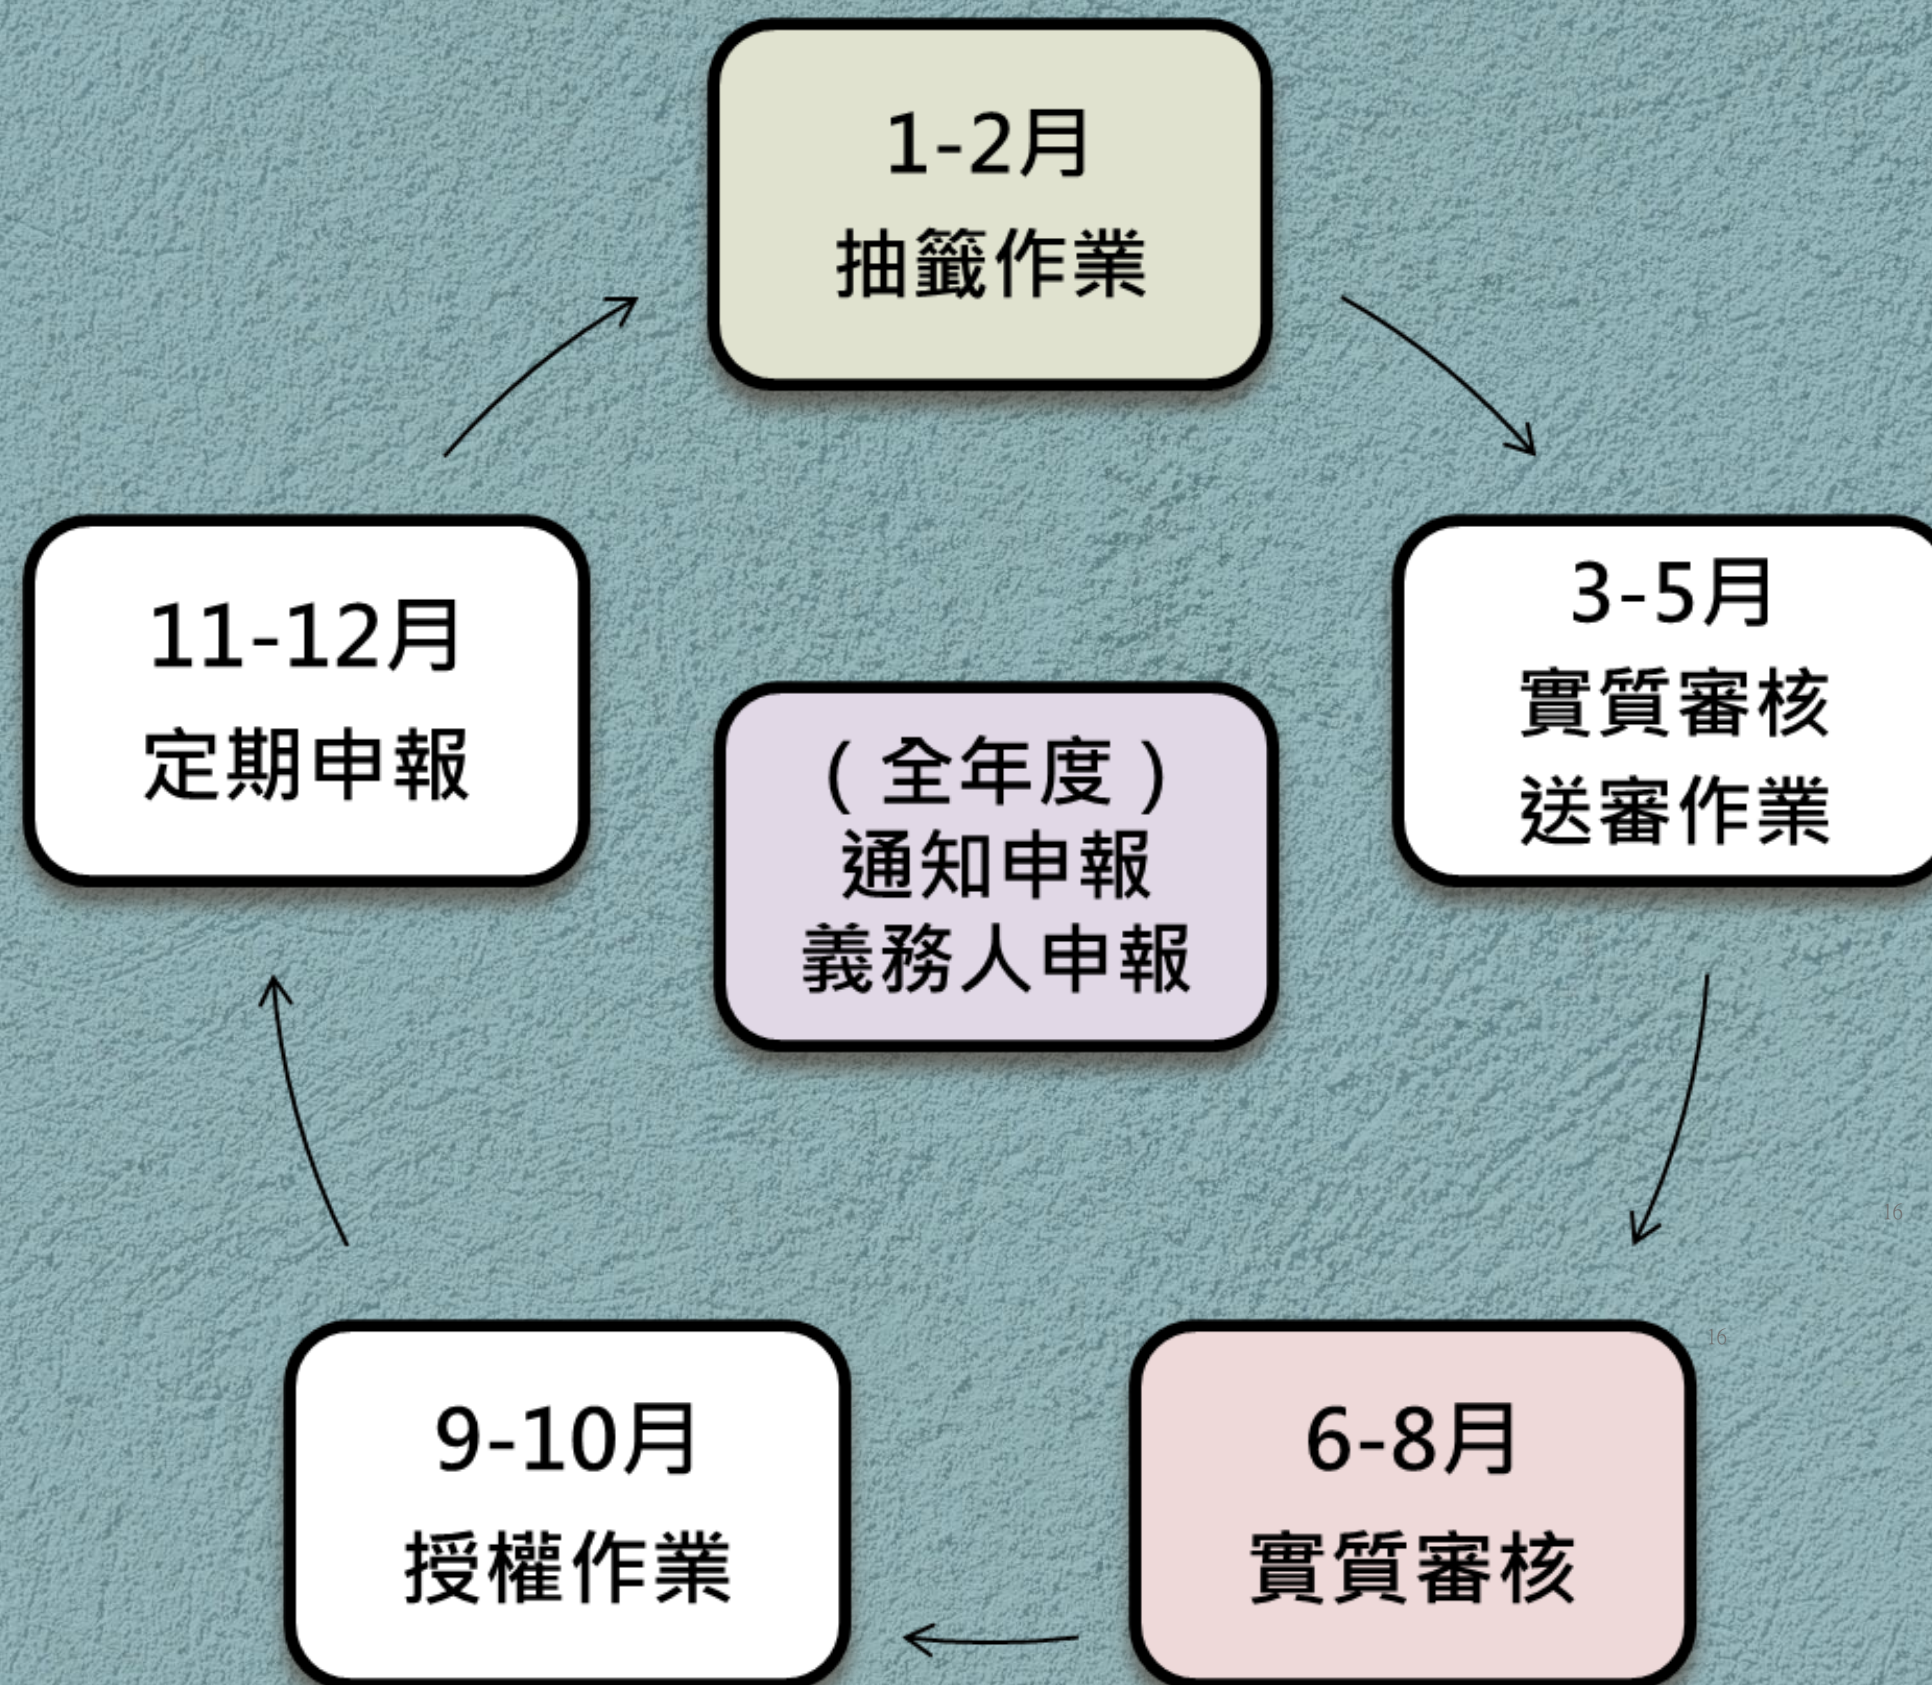 1-2月
抽籤作業
3-5月
實質審核
送審作業
6-8月
實質審核
9-10月
授權作業
11-12月
定期申報
(全年度)
通知申報
義務人申報
16
16